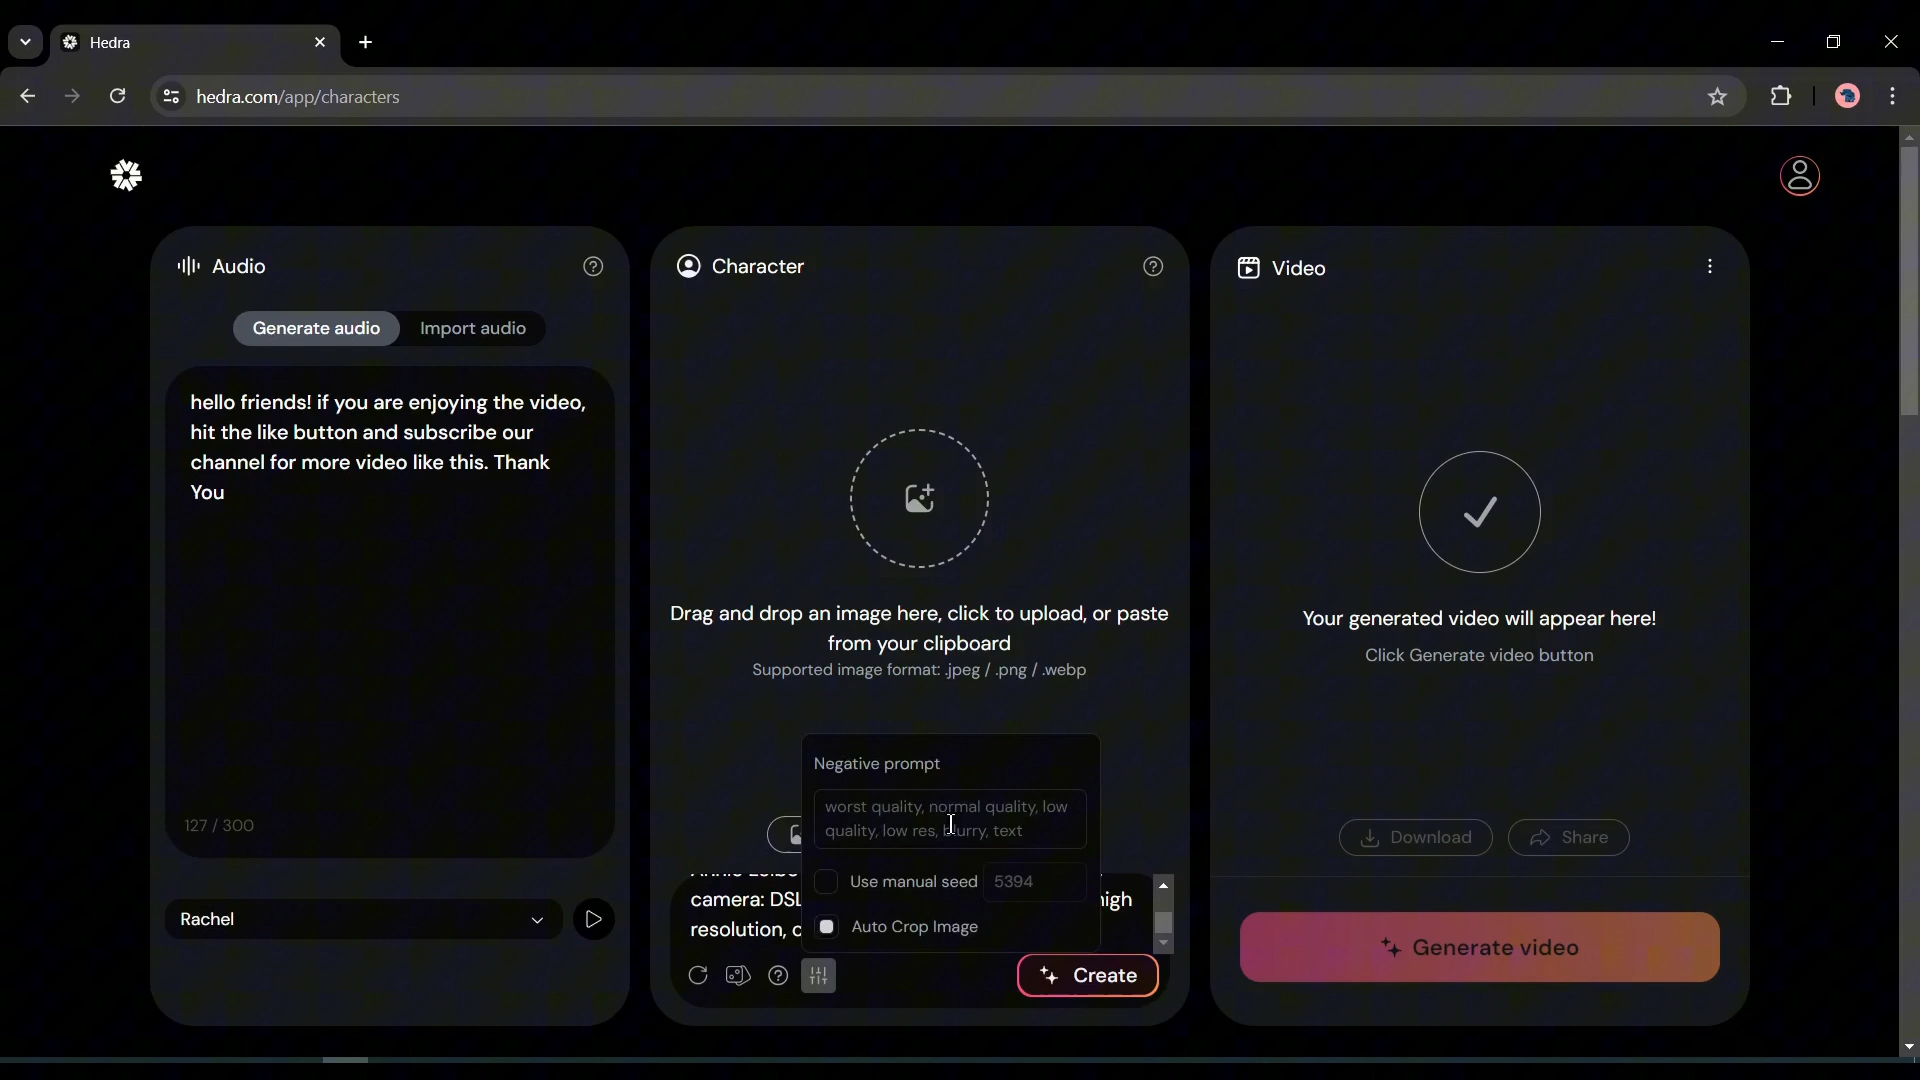 Hedra
hedra.com/app/characters
Audio
Generate audio
Import audio
hello friends! if you are enjoying the video,
hit the like button and subscribe our
channel for more video like this. Thank
You
127 / 300
Rachel
Character
Drag and drop an image here, click to upload, or paste
from your clipboard
Supported image format: .jpeg / .png / .webp
Negative prompt
worst quality, normal quality, low
quality, low res, blurry, text
Use manual seed 5394
Auto Crop Image
camera: high
resolution,
Create
Video
Your generated video will appear here!
Click Generate video button
Download
Share
Generate video